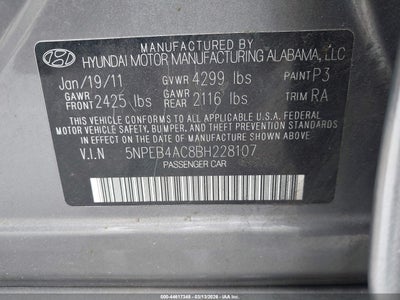 MANUFACTURED BY
HYUNDAI MOTOR MANUFACTURING ALABAMA, LLC
Jan/19/11 GVWR 4299 lbs PAINT P3
GAWR FRONT 2425 lbs GAWR REAR 2116 lbs TRIM RA
THIS VEHICLE CONFORMS TO ALL APPLICABLE U.S. FEDERAL MOTOR
VEHICLE SAFETY, BUMPER, AND THEFT PREVENTION STANDARDS IN
EFFECT ON THE DATE OF MANUFACTURE SHOWN ABOVE.
V.I.N 5NPEB4AC8BH228107
PASSENGER CAR